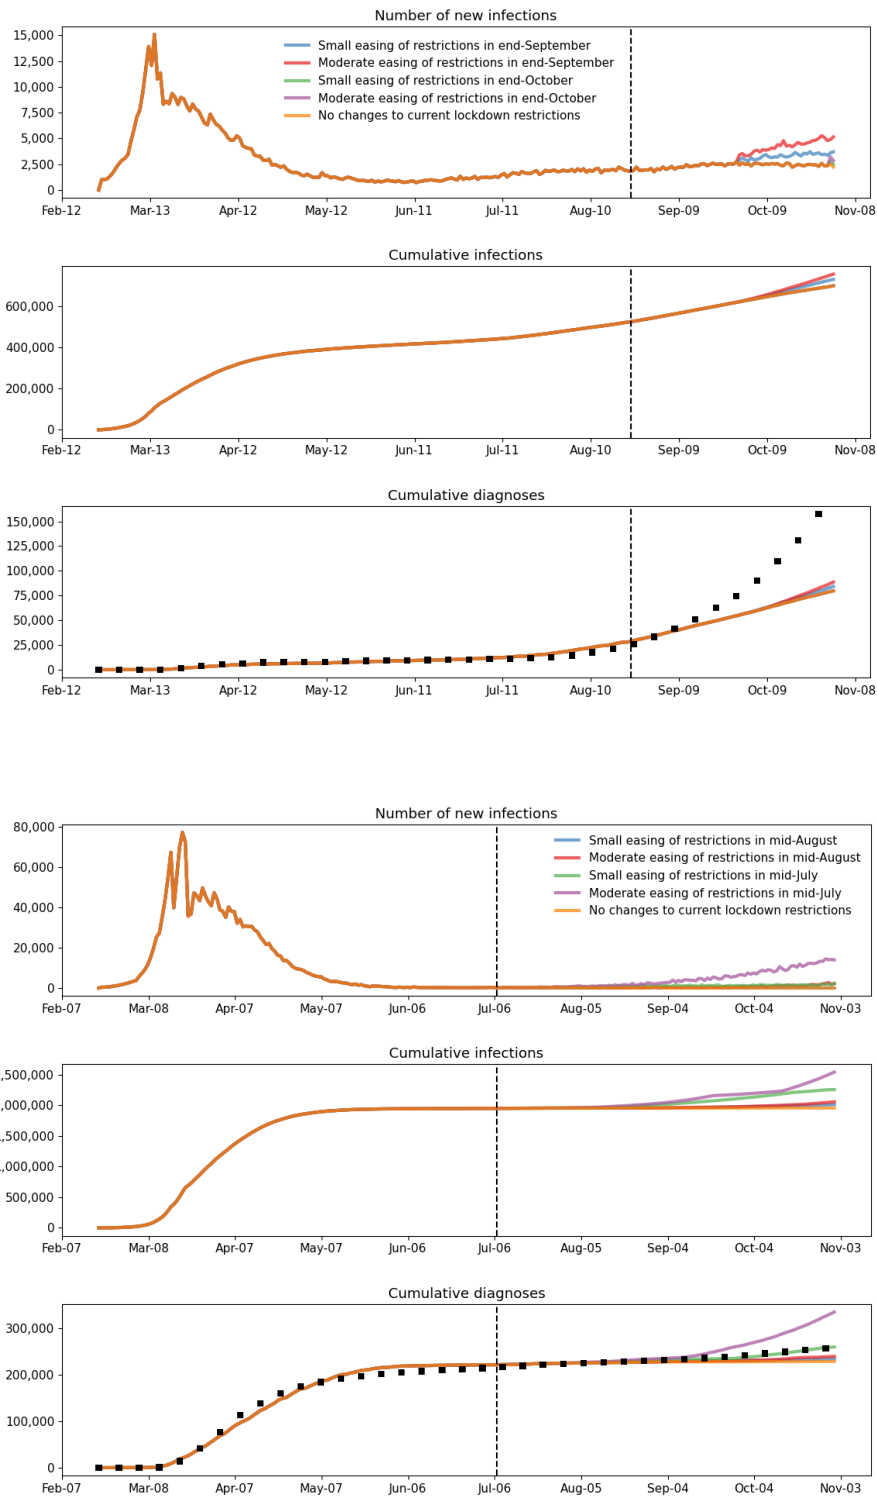 Number of new infections
15,000
12,500
10,000
7,500
5,000
2,500
0
Small easing of restrictions in end-September
Moderate easing of restrictions in end-September
Small easing of restrictions in end-October
Moderate easing of restrictions in end-October
No changes to current lockdown restrictions
Feb-12 Mar-13 Apr-12 May-12 Jun-11 Jul-11 Aug-10 Sep-09 Oct-09 Nov-08
Cumulative infections
600,000
400,000
200,000
0
Feb-12 Mar-13 Apr-12 May-12 Jun-11 Jul-11 Aug-10 Sep-09 Oct-09 Nov-08
Cumulative diagnoses
150,000
125,000
100,000
75,000
50,000
25,000
0
Feb-12 Mar-13 Apr-12 May-12 Jun-11 Jul-11 Aug-10 Sep-09 Oct-09 Nov-08
Number of new infections
80,000
60,000
40,000
20,000
0
Small easing of restrictions in mid-August
Moderate easing of restrictions in mid-August
Small easing of restrictions in mid-July
Moderate easing of restrictions in mid-July
No changes to current lockdown restrictions
Feb-07 Mar-08 Apr-07 May-07 Jun-06 Jul-06 Aug-05 Sep-04 Oct-04 Nov-03
Cumulative infections
,500,000
,000,000
,500,000
,000,000
500,000
0
Feb-07 Mar-08 Apr-07 May-07 Jun-06 Jul-06 Aug-05 Sep-04 Oct-04 Nov-03
Cumulative diagnoses
300,000
200,000
100,000
0
Feb-07 Mar-08 Apr-07 May-07 Jun-06 Jul-06 Aug-05 Sep-04 Oct-04 Nov-03